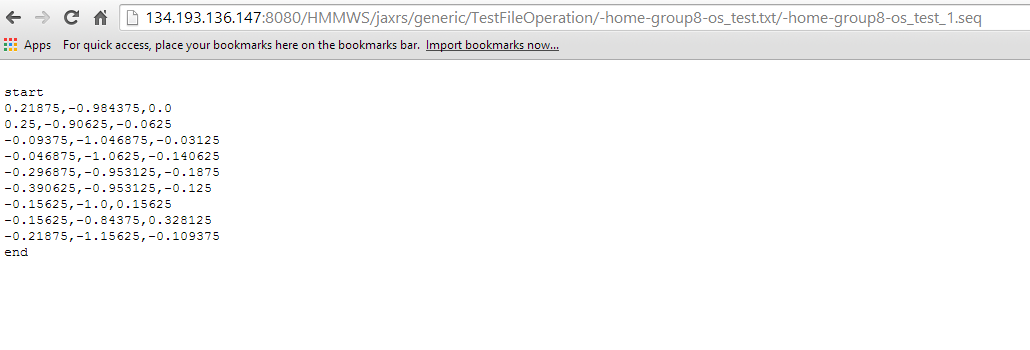 134.193.136.147:8080/HMMWS/jaxrs/generic/TestFileOperation/-home-group8-os_test.txt/-home-group8-os_test_1.seq
Apps For quick access, place your bookmarks here on the bookmarks bar. Import bookmarks now...
start
0.21875,-0.984375,0.0
0.25,-0.90625,-0.0625
-0.09375,-1.046875,-0.03125
-0.046875,-1.0625,-0.140625
-0.296875,-0.953125,-0.1875
-0.390625,-0.953125,-0.125
-0.15625,-1.0,0.15625
-0.15625,-0.84375,0.328125
-0.21875,-1.15625,-0.109375
end